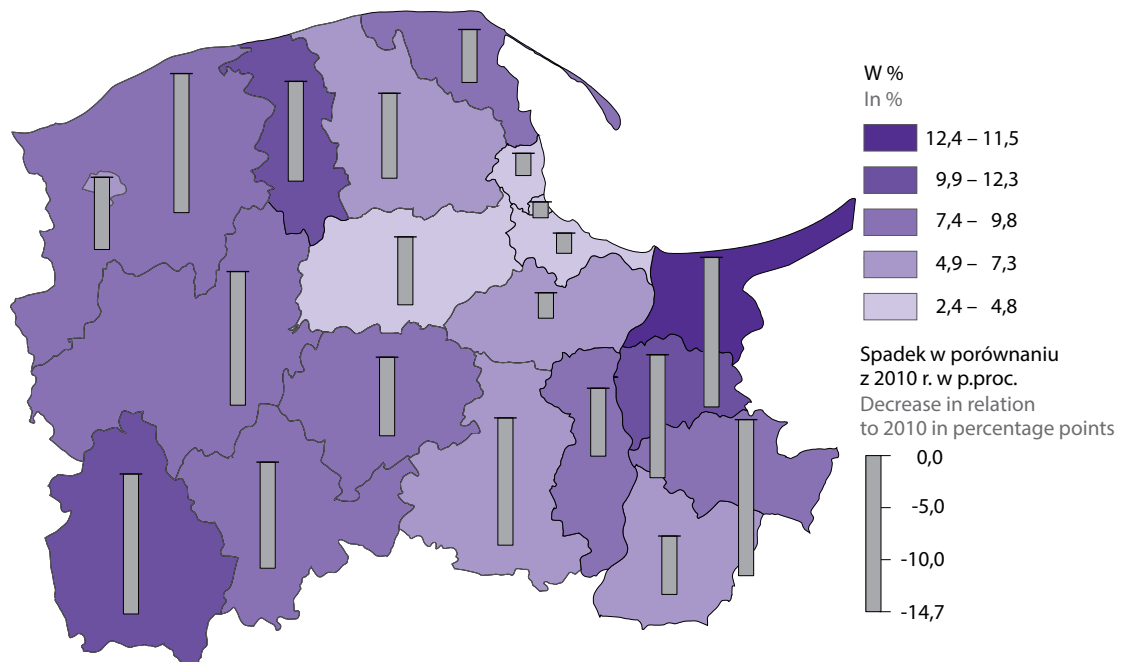 W %
In %
12,4 – 11,5
9,9 – 12,3
7,4 – 9,8
4,9 – 7,3
2,4 – 4,8
Spadek w porównaniu
z 2010 r. w p.proc.
Decrease in relation
to 2010 in percentage points
0,0
-5,0
-10,0
-14,7